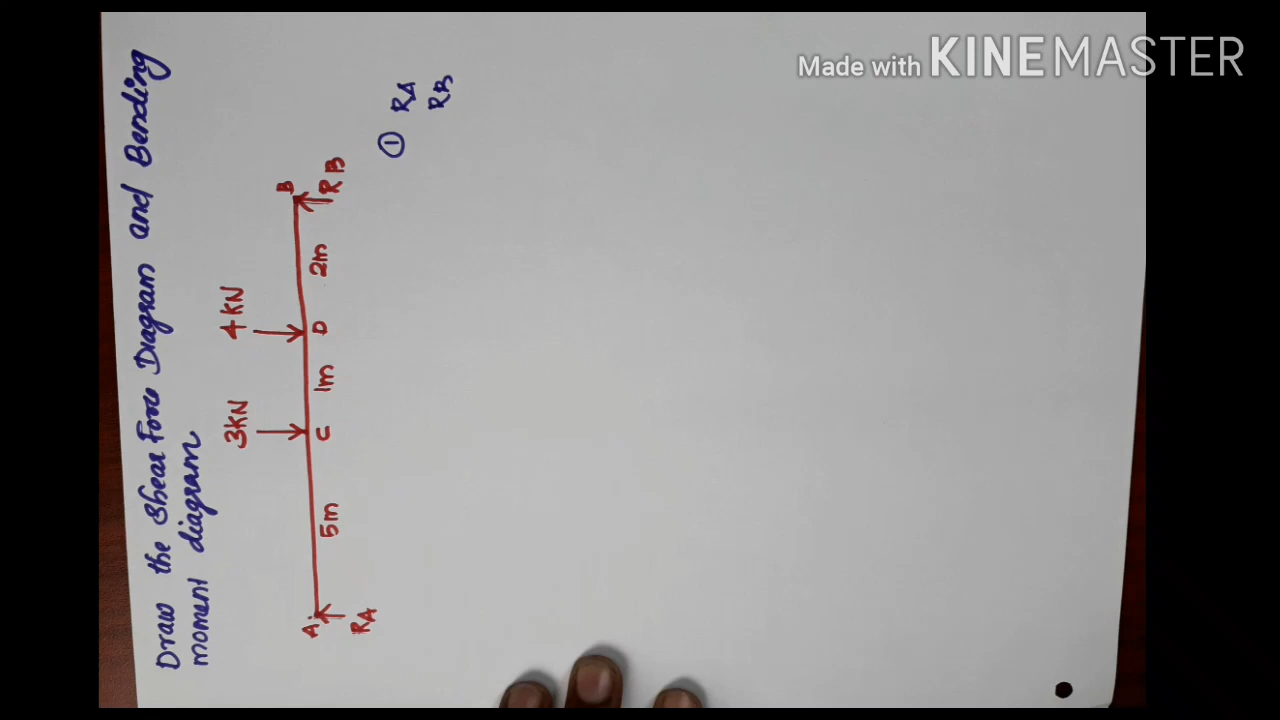 Draw the Shear Force Diagram and Bending
moment diagram
3KN 4KN
A C D B
5m 1m 2m
RA RB
① RA
RB
Made with KINEMASTER